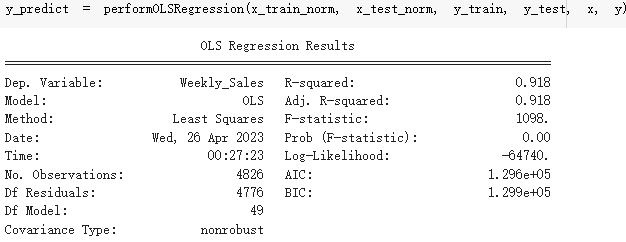 y_predict = performOLSRegression(x_train_norm, x_test_norm, y_train, y_test, x, y)
OLS Regression Results
Dep. Variable: Weekly_Sales R-squared: 0.918
Model: OLS Adj. R-squared: 0.918
Method: Least Squares F-statistic: 1098.
Date: Wed, 26 Apr 2023 Prob (F-statistic): 0.00
Time: 00:27:23 Log-Likelihood: -64740.
No. Observations: 4826 AIC: 1.296e+05
Df Residuals: 4776 BIC: 1.299e+05
Df Model: 49
Covariance Type: nonrobust